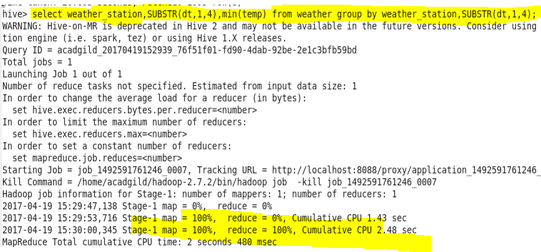 hive> select weather_station,SUBSTR(dt,1,4),min(temp) from weather group by weather_station,SUBSTR(dt,1,4);
WARNING: Hive-on-MR is deprecated in Hive 2 and may not be available in the future versions. Consider using
tion engine (i.e. spark, tez) or using Hive 1.X releases.
Query ID = acadgild_20170419152939_76f51f01-fd90-4dab-92be-2e1c3bfb59bd
Total jobs = 1
Launching Job 1 out of 1
Number of reduce tasks not specified. Estimated from input data size: 1
In order to change the average load for a reducer (in bytes):
set hive.exec.reducers.bytes.per.reducer=<number>
In order to limit the maximum number of reducers:
set hive.exec.reducers.max=<number>
In order to set a constant number of reducers:
set mapreduce.job.reduces=<number>
Starting Job = job_1492591761246_0007, Tracking URL = http://localhost:8088/proxy/application_1492591761246_
Kill Command = /home/acadgild/hadoop-2.7.2/bin/hadoop job -kill job_1492591761246_0007
Hadoop job information for Stage-1: number of mappers: 1; number of reducers: 1
2017-04-19 15:29:47,138 Stage-1 map = 0%, reduce = 0%
2017-04-19 15:29:53,716 Stage-1 map = 100%, reduce = 0%, Cumulative CPU 1.43 sec
2017-04-19 15:30:00,345 Stage-1 map = 100%, reduce = 100%, Cumulative CPU 2.48 sec
MapReduce Total cumulative CPU time: 2 seconds 480 msec